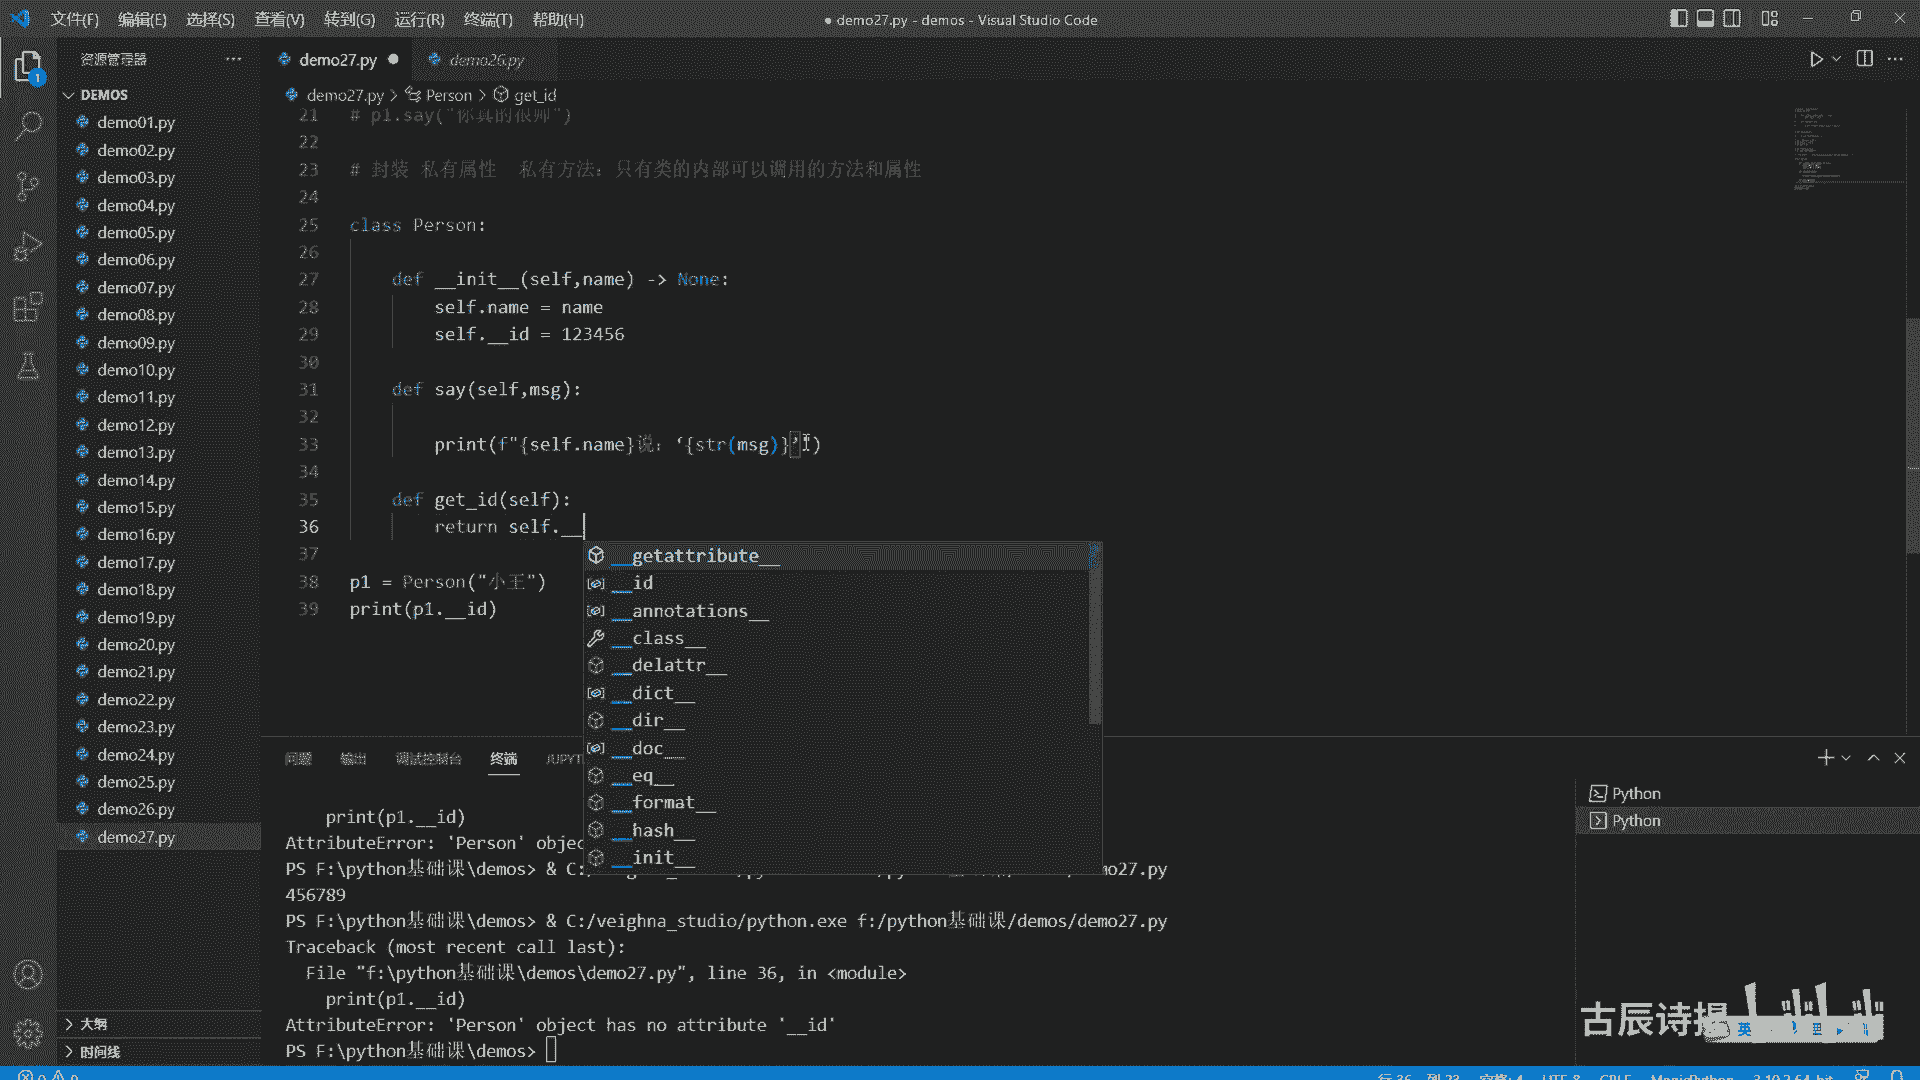 文件(F) 编辑(E) 选择(S) 查看(V) 转到(G) 运行(R) 终端(T) 帮助(H)
● demo27.py - demos - Visual Studio Code
资源管理器
DEMOS
demo01.py
demo02.py
demo03.py
demo04.py
demo05.py
demo06.py
demo07.py
demo08.py
demo09.py
demo10.py
demo11.py
demo12.py
demo13.py
demo14.py
demo15.py
demo16.py
demo17.py
demo18.py
demo19.py
demo20.py
demo21.py
demo22.py
demo23.py
demo24.py
demo25.py
demo26.py
demo27.py
大纲
时间线
1
demo27.py ● demo26.py
demo27.py > Person > get_id
21 # p1.say("你真的很帅")
22
23 # 封装 私有属性 私有方法：只有类的内部可以调用的方法和属性
24
25 class Person:
26
27 def __init__(self,name) -> None:
28 self.name = name
29 self.__id = 123456
30
31 def say(self,msg):
32
33 print(f"{self.name}说：‘{str(msg)}’")
34
35 def get_id(self):
36 return self.__
37
38 p1 = Person("小王")
39 print(p1.__id)
__getattribute__
__id
__annotations__
__class__
__delattr__
__dict__
__dir__
__doc__
__eq__
__format__
__hash__
__init__
问题 输出 调试控制台 终端
print(p1.__id)
AttributeError: 'Person' objec
PS F:\python基础课\demos> & C:
mo27.py
456789
PS F:\python基础课\demos> & C:/veighna_studio/python.exe f:/python基础课/demos/demo27.py
Traceback (most recent call last):
File "f:\python基础课\demos\demo27.py", line 36, in <module>
print(p1.__id)
AttributeError: 'Person' object has no attribute '__id'
PS F:\python基础课\demos>
Python
Python
古辰诗提
英